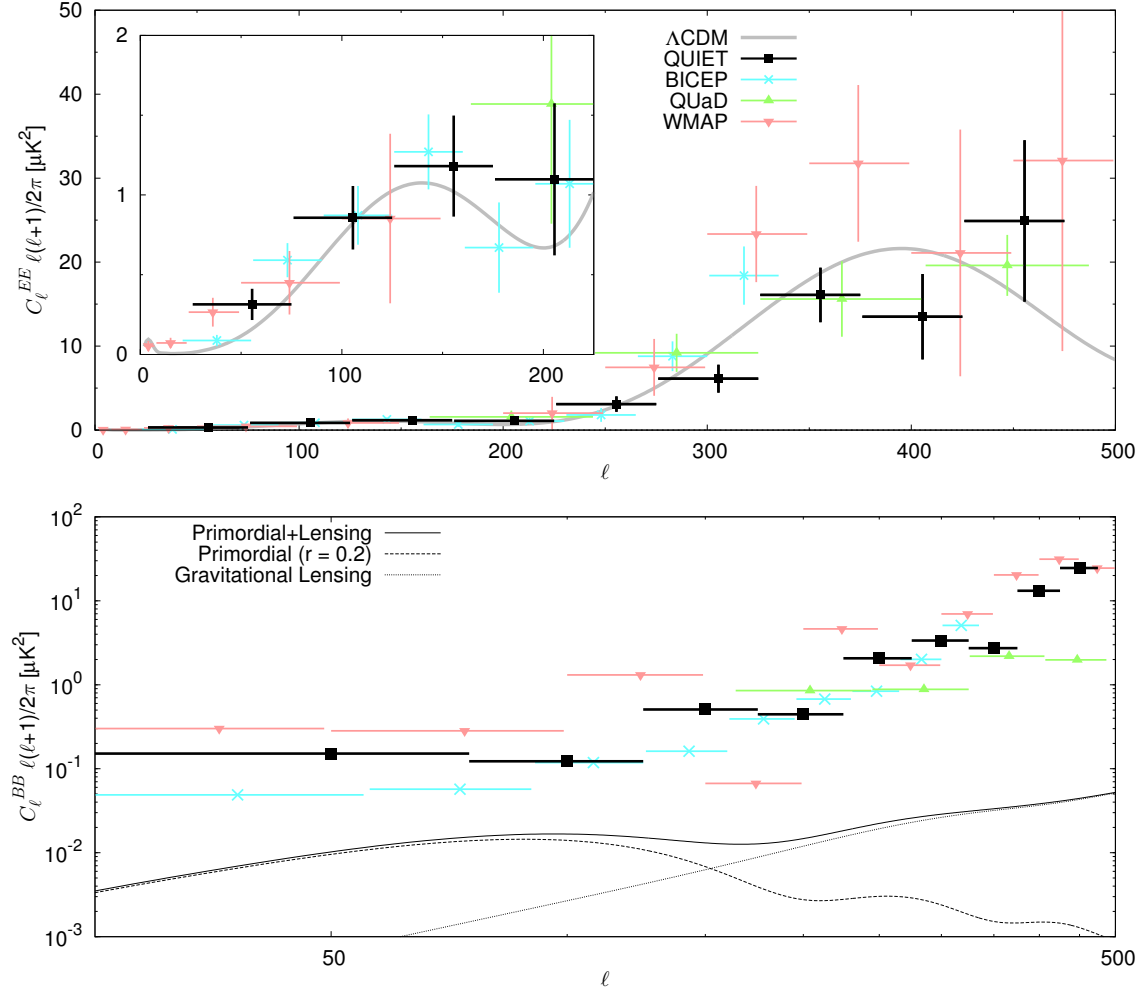 50
40
30
20
10
0
C_ℓ^{EE} ℓ(ℓ+1)/2π [μK²]
2
1
0
0
100
200
ΛCDM
QUIET
BICEP
QUaD
WMAP
0
100
200
300
400
500
ℓ
10²
10¹
10⁰
10⁻¹
10⁻²
10⁻³
C_ℓ^{BB} ℓ(ℓ+1)/2π [μK²]
Primordial+Lensing
Primordial (r = 0.2)
Gravitational Lensing
50
500
ℓ